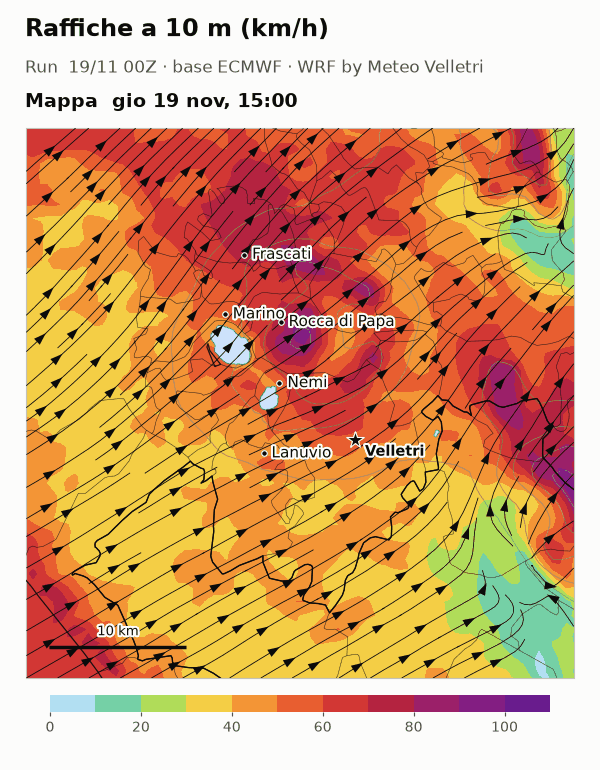 Raffiche a 10 m (km/h)
Run  19/11 00Z · base ECMWF · WRF by Meteo Velletri
Mappa  gio 19 nov, 15:00
Frascati
Marino
Rocca di Papa
Nemi
Velletri
Lanuvio
10 km
0 20 40 60 80 100